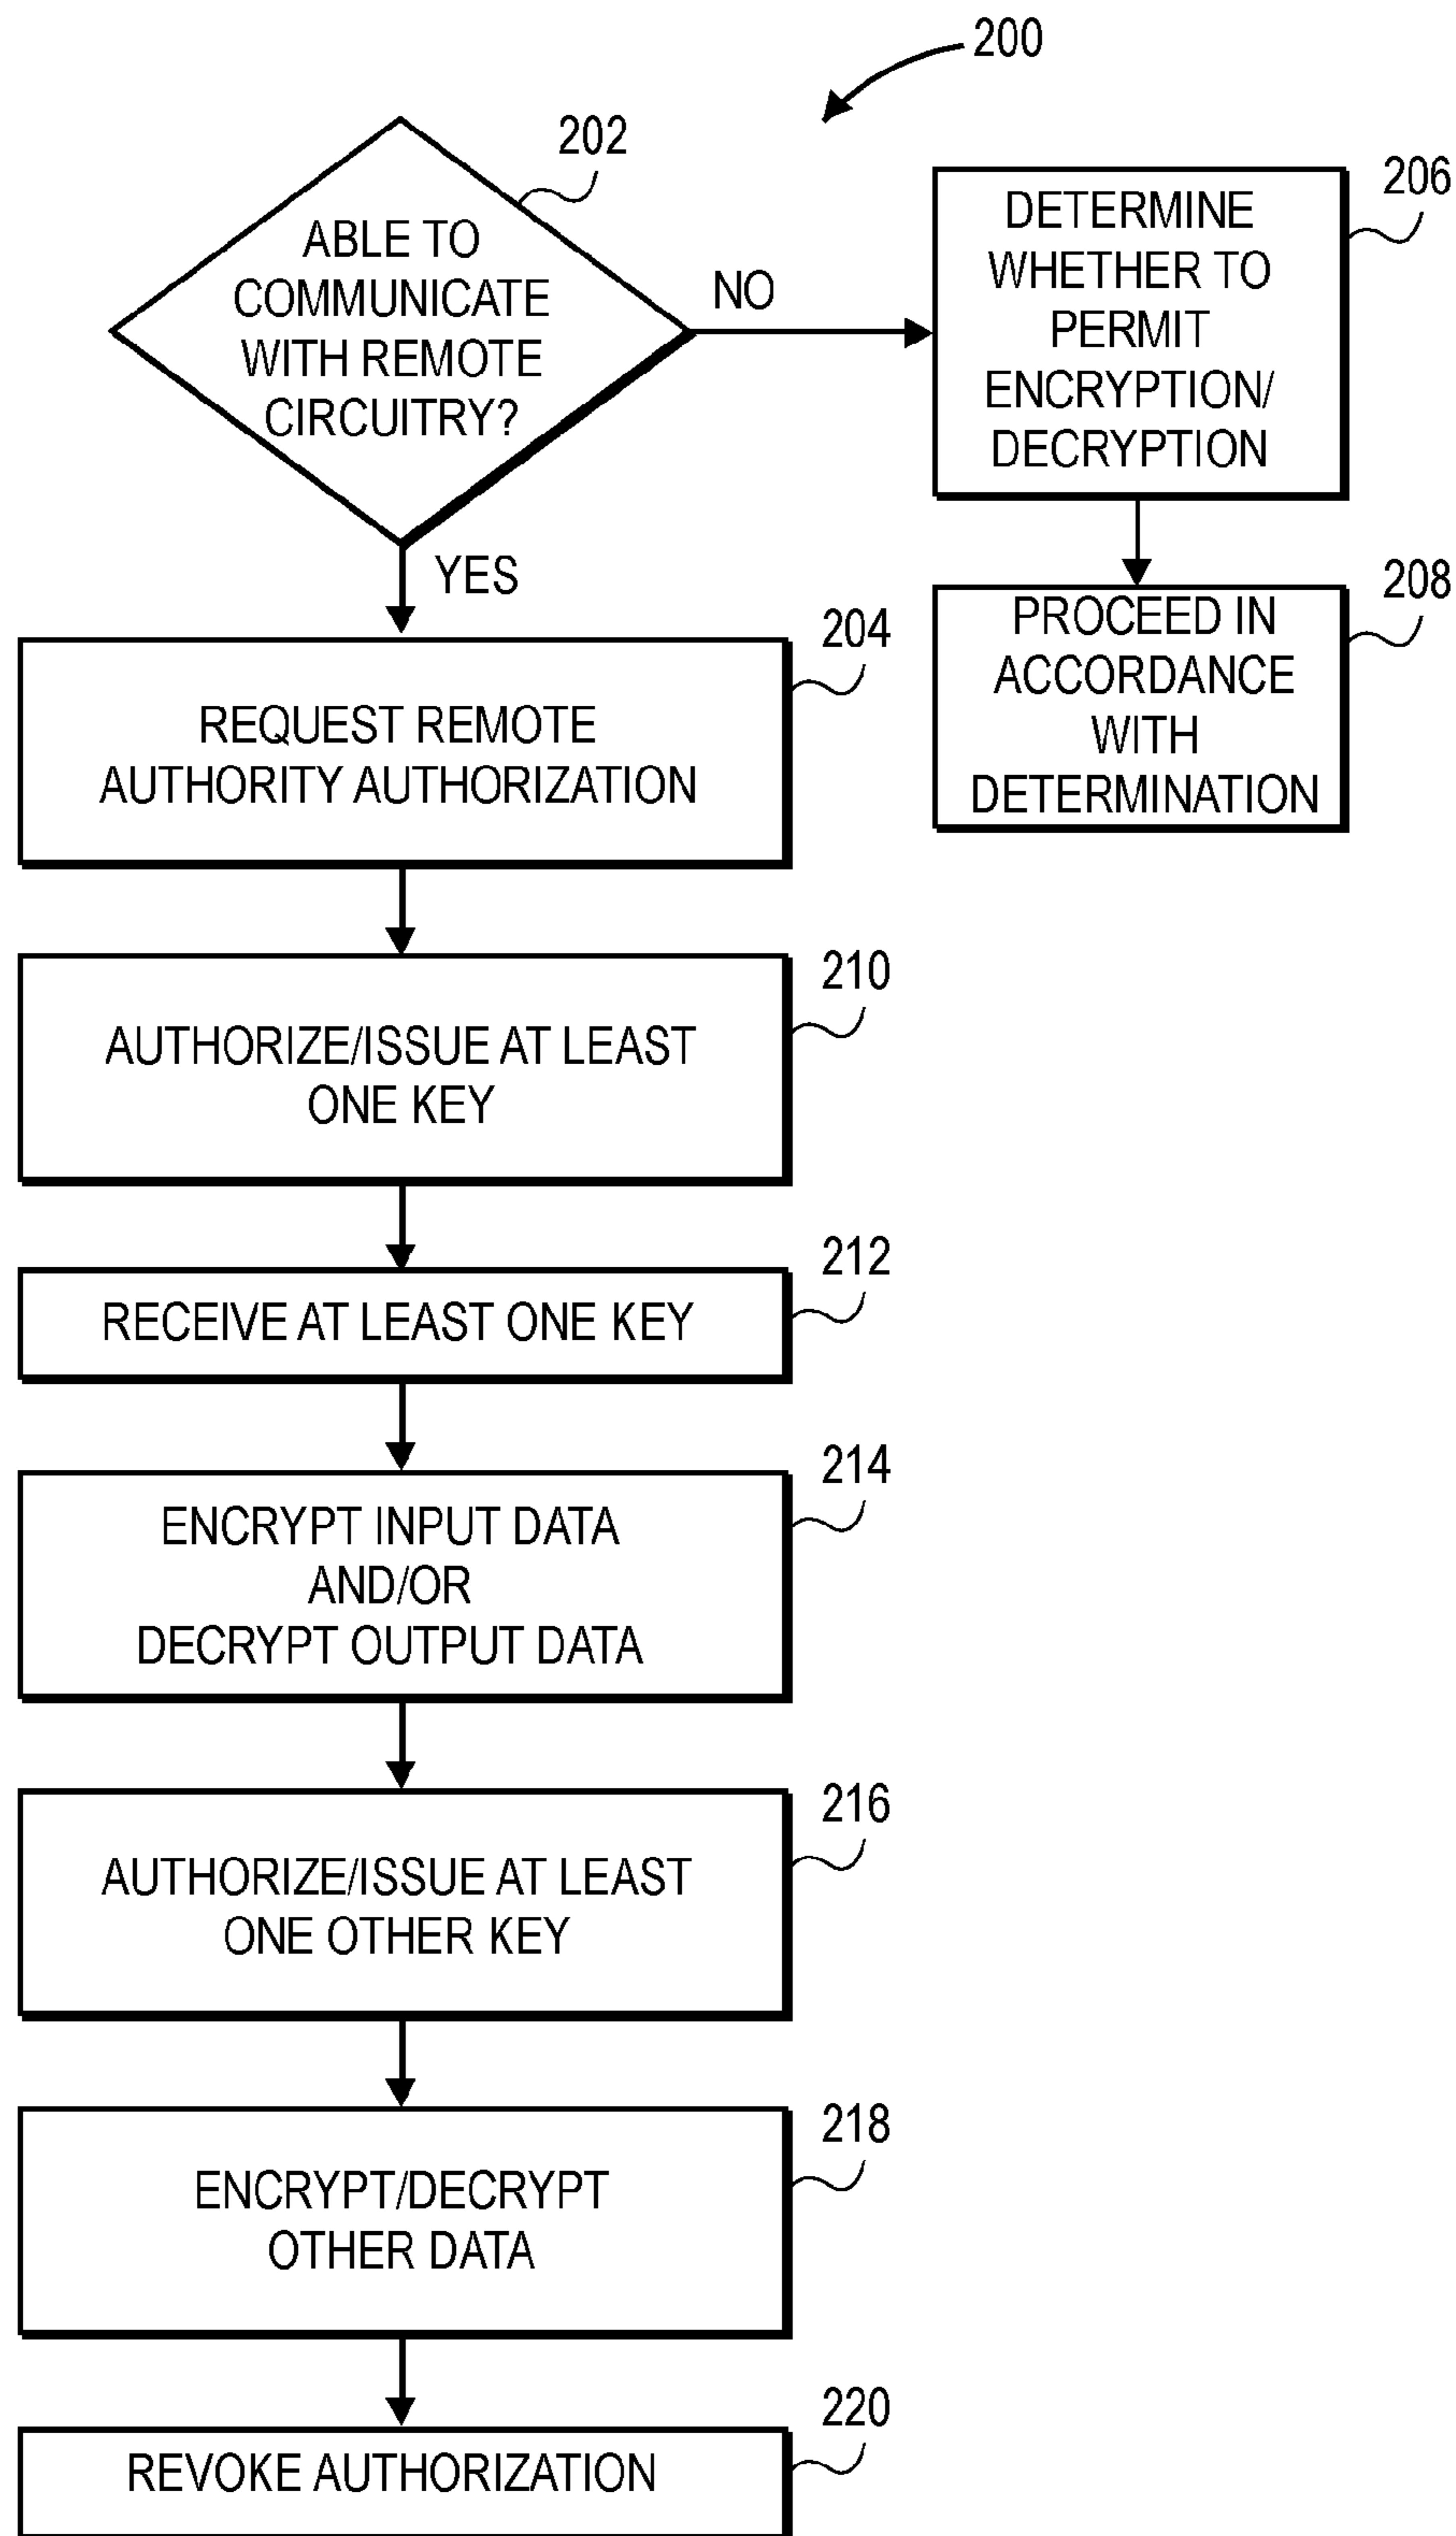 200
202
ABLE TO
COMMUNICATE
WITH REMOTE
CIRCUITRY?
NO
YES
206
DETERMINE
WHETHER TO
PERMIT
ENCRYPTION/
DECRYPTION
208
PROCEED IN
ACCORDANCE
WITH
DETERMINATION
204
REQUEST REMOTE
AUTHORITY AUTHORIZATION
210
AUTHORIZE/ISSUE AT LEAST
ONE KEY
212
RECEIVE AT LEAST ONE KEY
214
ENCRYPT INPUT DATA
AND/OR
DECRYPT OUTPUT DATA
216
AUTHORIZE/ISSUE AT LEAST
ONE OTHER KEY
218
ENCRYPT/DECRYPT
OTHER DATA
220
REVOKE AUTHORIZATION